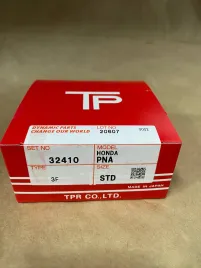 TP
DYNAMIC PARTS LOT NO
CHANGE OUR WORLD 20607
SET NO MODEL
32410 HONDA
PNA
TYPE SIZE
3F STD
MADE IN JAPAN
TPR CO.,LTD.